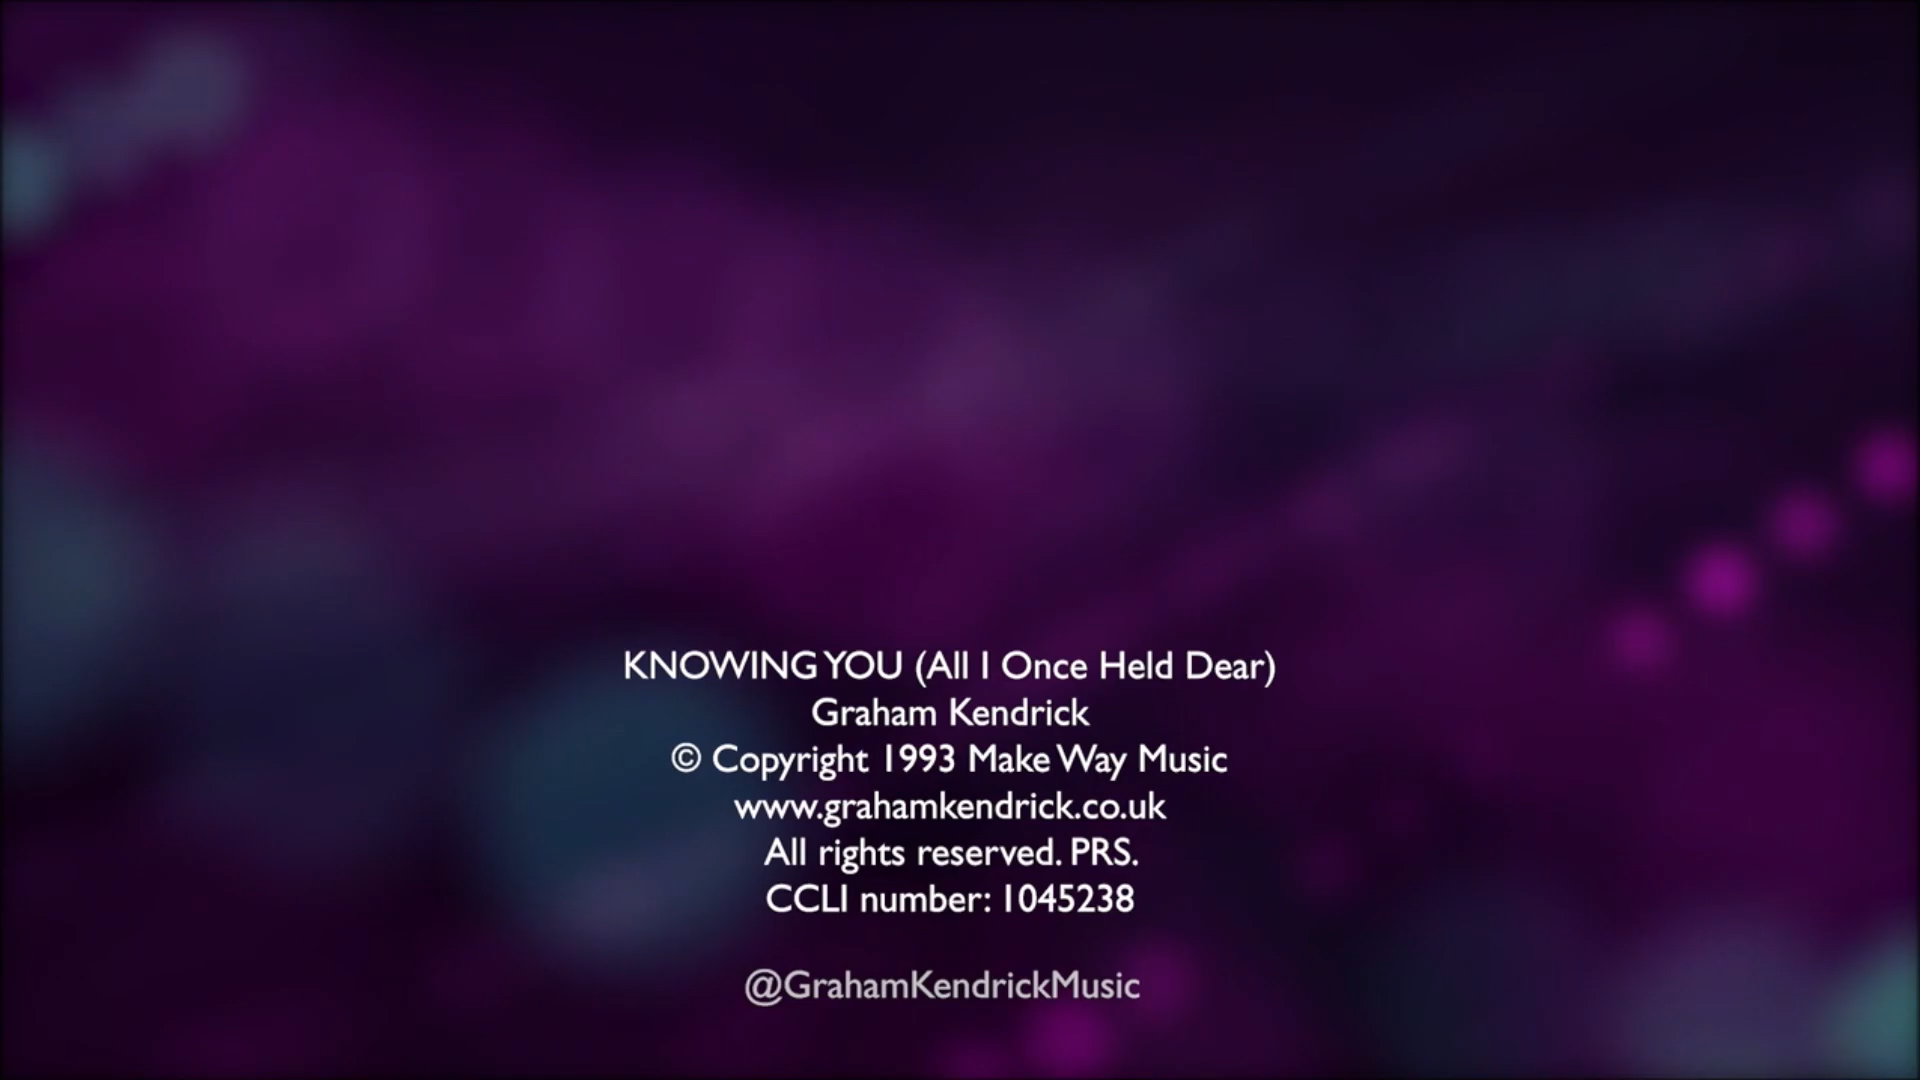 KNOWING YOU (All I Once Held Dear)
Graham Kendrick
© Copyright 1993 Make Way Music
www.grahamkendrick.co.uk
All rights reserved. PRS.
CCLI number: 1045238
@GrahamKendrickMusic